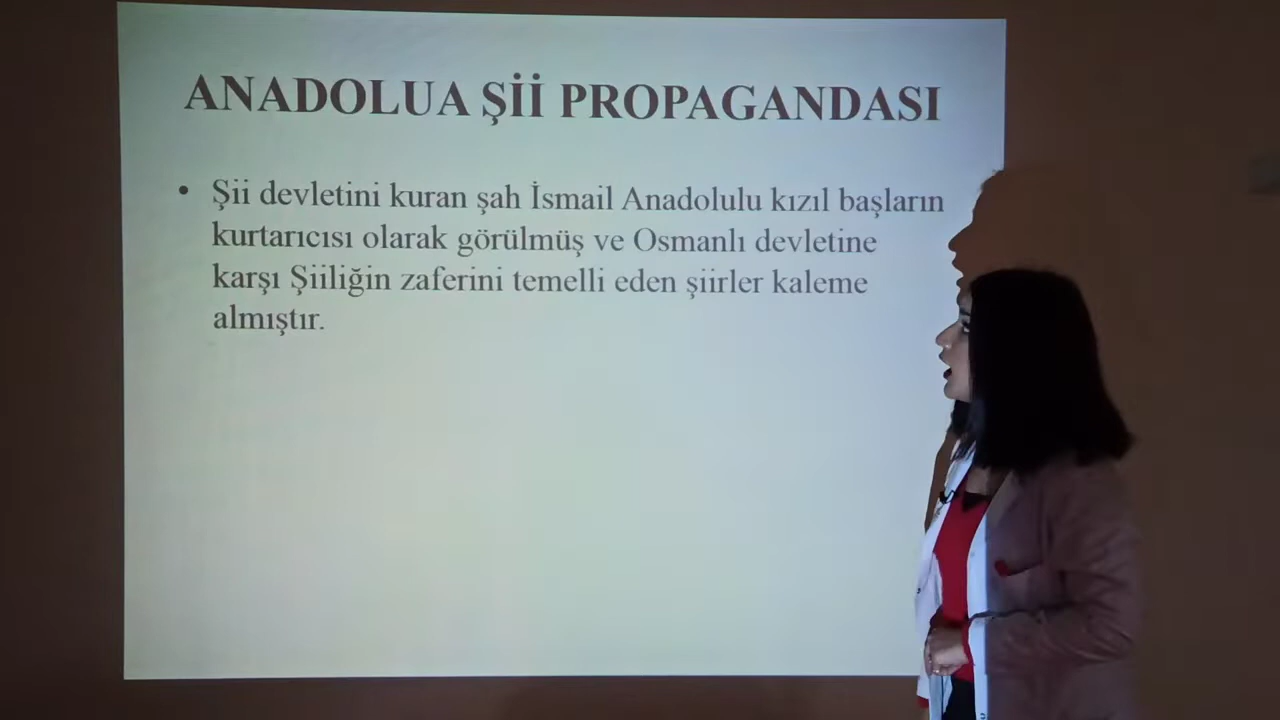 ANADOLUA Şİİ PROPAGANDASI
• Şii devletini kuran şah İsmail Anadolulu kızıl başların
kurtarıcısı olarak görülmüş ve Osmanlı devletine
karşı Şiiliğin zaferini temelli eden şiirler kaleme
almıştır.